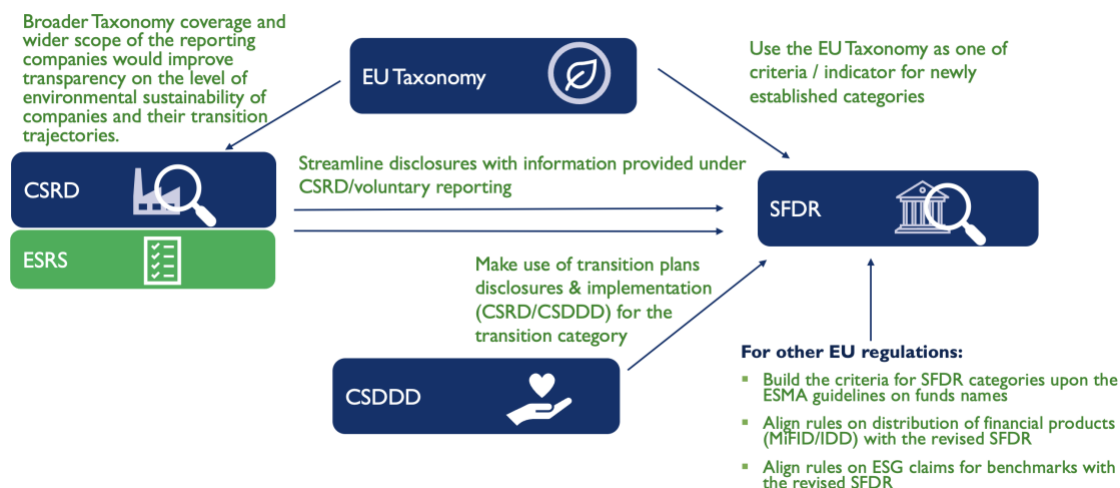 Broader Taxonomy coverage and
wider scope of the reporting
companies would improve
transparency on the level of
environmental sustainability of
companies and their transition
trajectories.
EU Taxonomy
Use the EU Taxonomy as one of
criteria / indicator for newly
established categories
CSRD
ESRS
Streamline disclosures with information provided under
CSRD/voluntary reporting
SFDR
Make use of transition plans
disclosures & implementation
(CSRD/CSDDD) for the
transition category
CSDDD
For other EU regulations:
▪ Build the criteria for SFDR categories upon the
ESMA guidelines on funds names
▪ Align rules on distribution of financial products
(MiFID/IDD) with the revised SFDR
▪ Align rules on ESG claims for benchmarks with
the revised SFDR